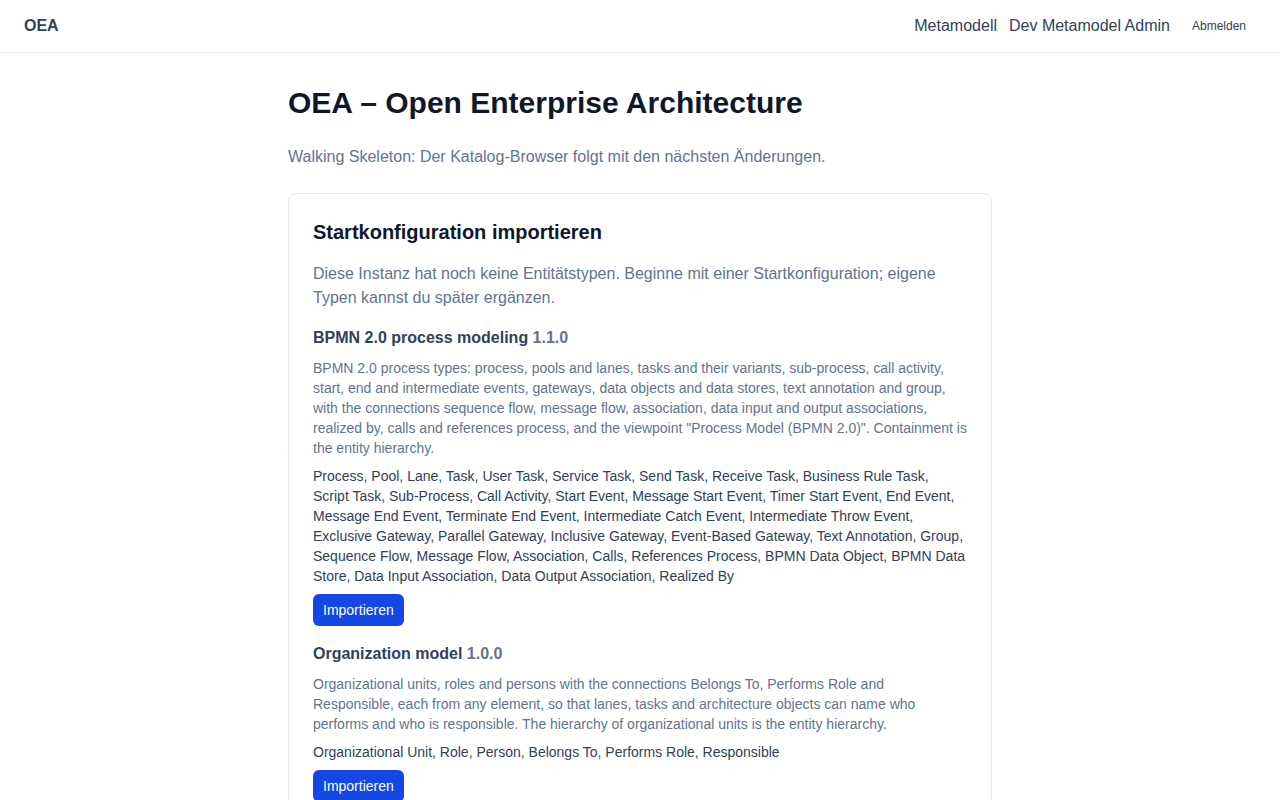 OEA
Metamodell Dev Metamodel Admin Abmelden
OEA – Open Enterprise Architecture
Walking Skeleton: Der Katalog-Browser folgt mit den nächsten Änderungen.
Startkonfiguration importieren
Diese Instanz hat noch keine Entitätstypen. Beginne mit einer Startkonfiguration; eigene
Typen kannst du später ergänzen.
BPMN 2.0 process modeling 1.1.0
BPMN 2.0 process types: process, pools and lanes, tasks and their variants, sub-process, call activity,
start, end and intermediate events, gateways, data objects and data stores, text annotation and group,
with the connections sequence flow, message flow, association, data input and output associations,
realized by, calls and references process, and the viewpoint "Process Model (BPMN 2.0)". Containment is
the entity hierarchy.
Process, Pool, Lane, Task, User Task, Service Task, Send Task, Receive Task, Business Rule Task,
Script Task, Sub-Process, Call Activity, Start Event, Message Start Event, Timer Start Event, End Event,
Message End Event, Terminate End Event, Intermediate Catch Event, Intermediate Throw Event,
Exclusive Gateway, Parallel Gateway, Inclusive Gateway, Event-Based Gateway, Text Annotation, Group,
Sequence Flow, Message Flow, Association, Calls, References Process, BPMN Data Object, BPMN Data
Store, Data Input Association, Data Output Association, Realized By
Importieren
Organization model 1.0.0
Organizational units, roles and persons with the connections Belongs To, Performs Role and
Responsible, each from any element, so that lanes, tasks and architecture objects can name who
performs and who is responsible. The hierarchy of organizational units is the entity hierarchy.
Organizational Unit, Role, Person, Belongs To, Performs Role, Responsible
Importieren